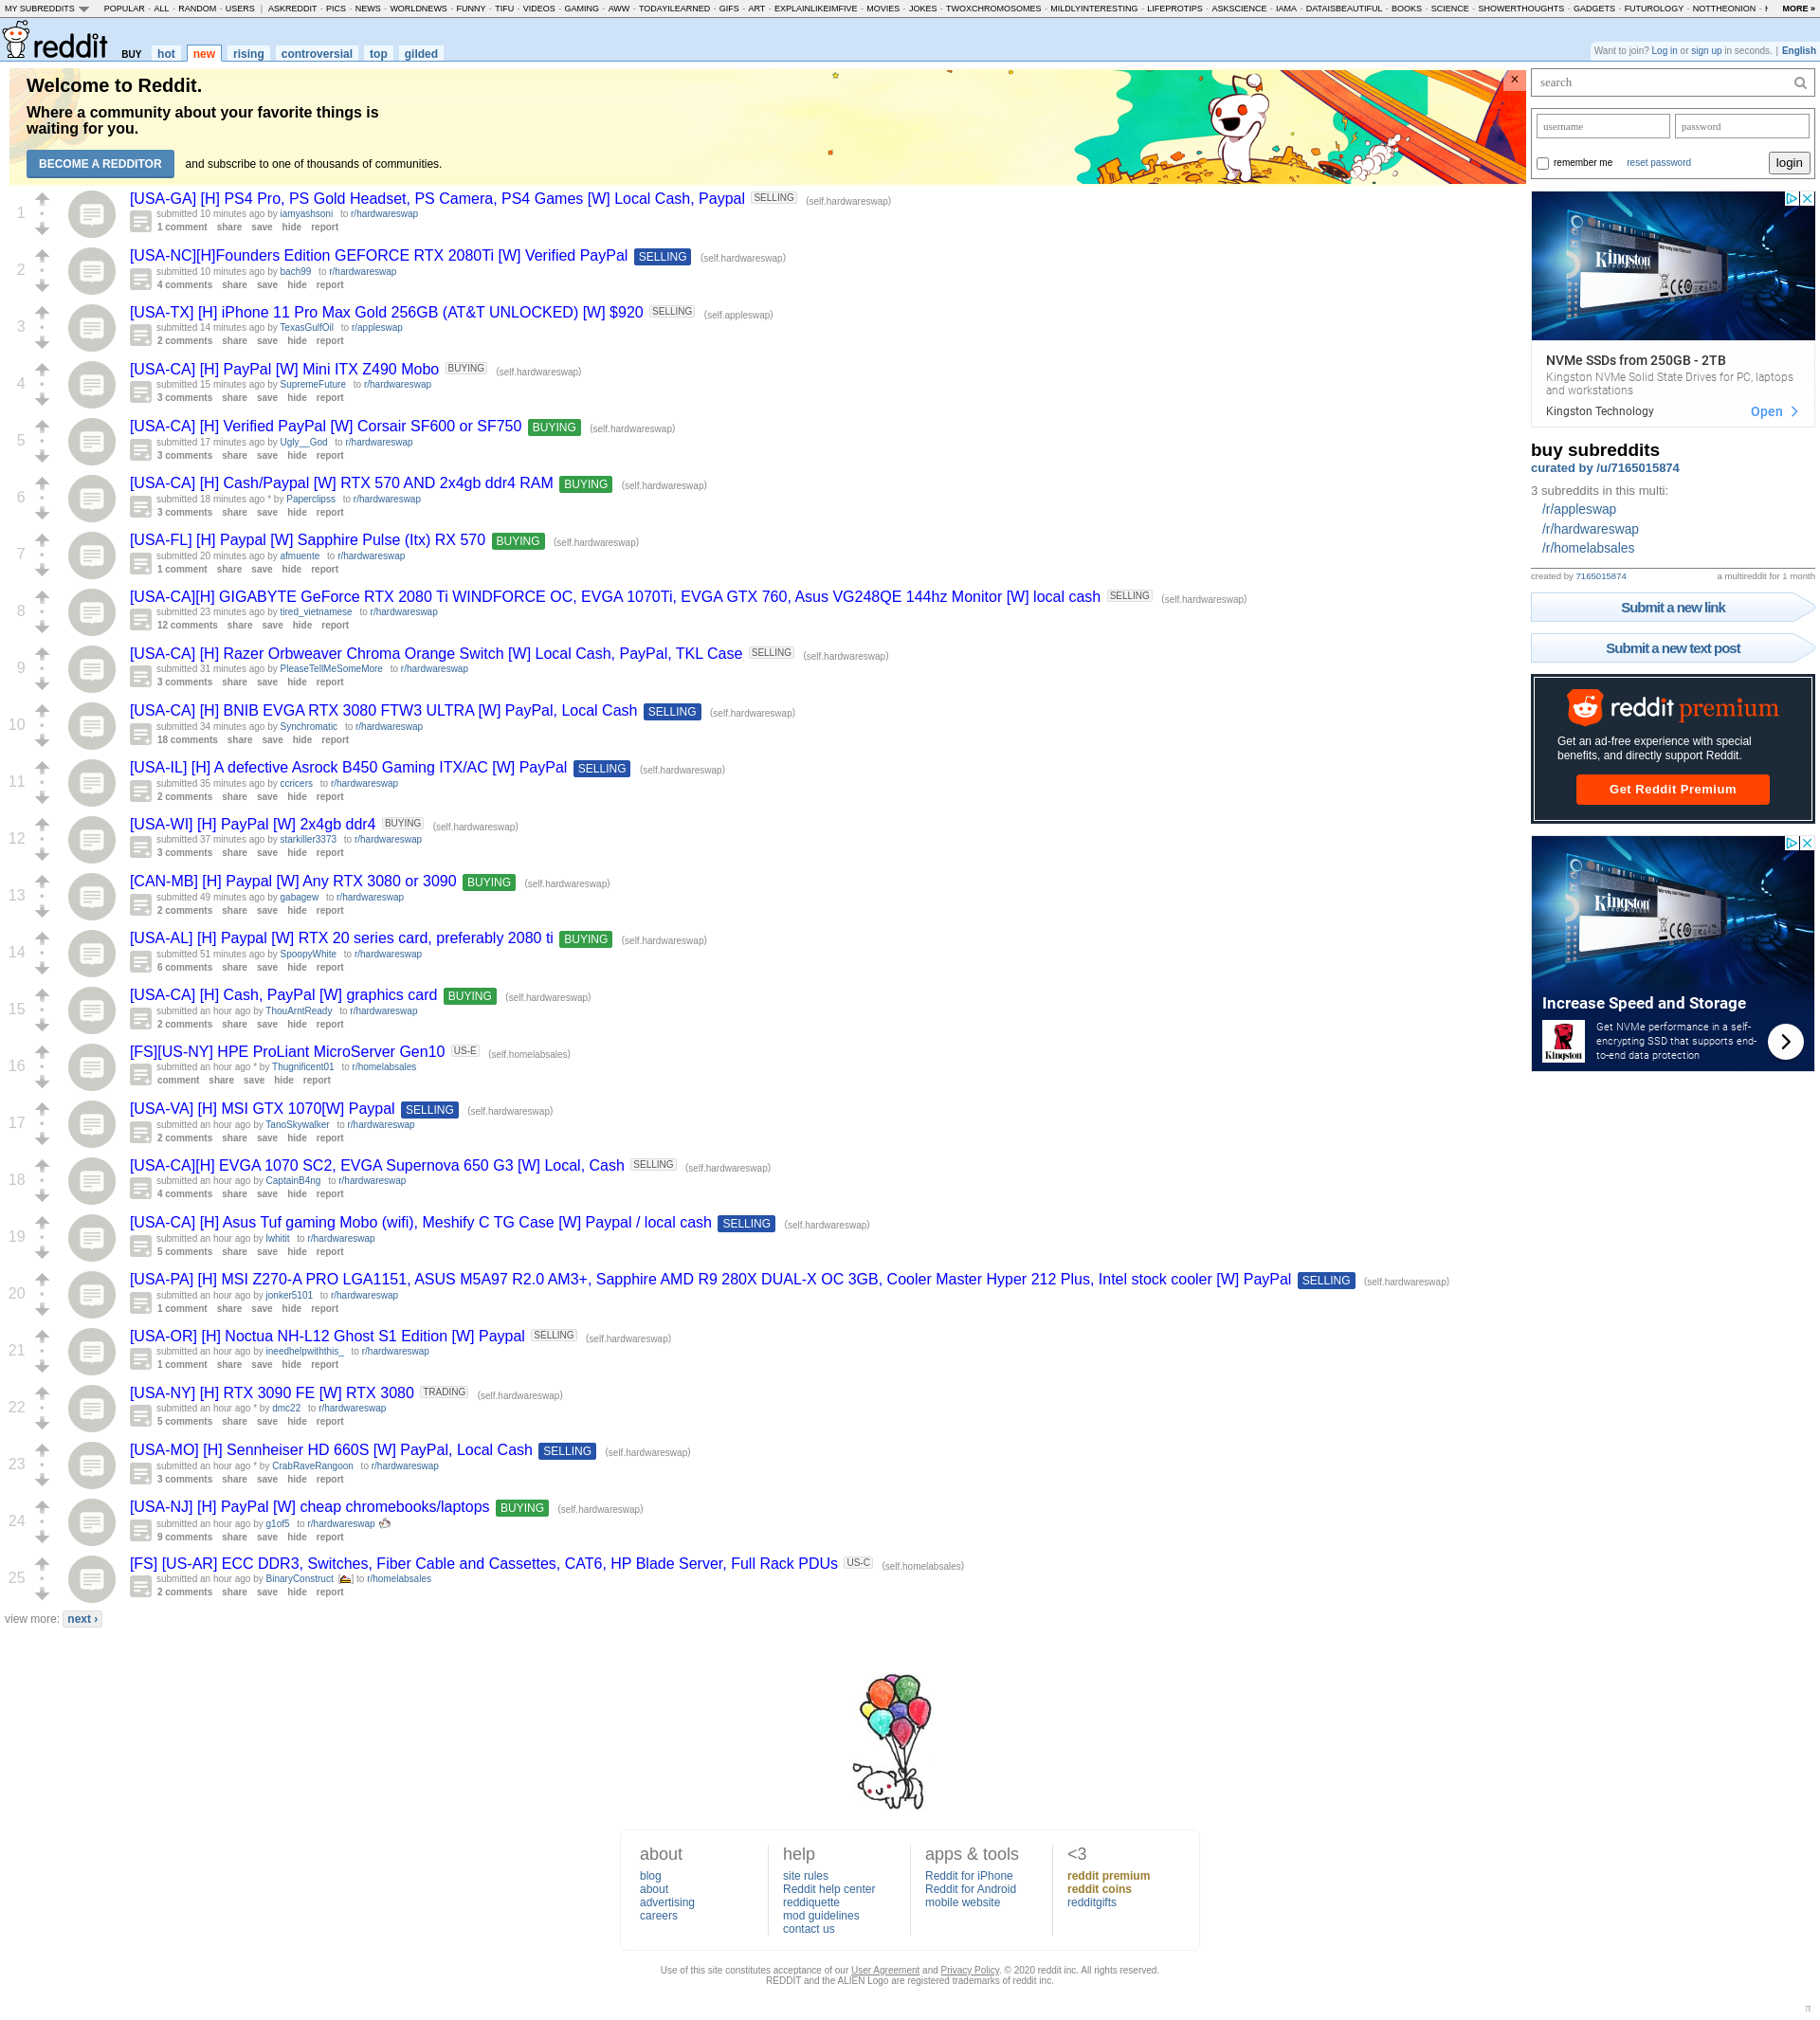 MY SUBREDDITS POPULAR - ALL - RANDOM - USERS | ASKREDDIT - PICS - NEWS - WORLDNEWS - FUNNY - TIFU - VIDEOS - GAMING - AWW - TODAYILEARNED - GIFS - ART - EXPLAINLIKEIMFIVE - MOVIES - JOKES - TWOXCHROMOSOMES - MILDLYINTERESTING - LIFEPROTIPS - ASKSCIENCE - IAMA - DATAISBEAUTIFUL - BOOKS - SCIENCE - SHOWERTHOUGHTS - GADGETS - FUTUROLOGY - NOTTHEONION - MORE »
reddit BUY hot new rising controversial top gilded
Want to join? Log in or sign up in seconds. | English
Welcome to Reddit.
Where a community about your favorite things is
waiting for you.
BECOME A REDDITOR and subscribe to one of thousands of communities.
1
[USA-GA] [H] PS4 Pro, PS Gold Headset, PS Camera, PS4 Games [W] Local Cash, Paypal SELLING (self.hardwareswap)
submitted 10 minutes ago by iamyashsoni to r/hardwareswap
1 comment share save hide report
2
[USA-NC][H]Founders Edition GEFORCE RTX 2080Ti [W] Verified PayPal SELLING (self.hardwareswap)
submitted 10 minutes ago by bach99 to r/hardwareswap
4 comments share save hide report
3
[USA-TX] [H] iPhone 11 Pro Max Gold 256GB (AT&T UNLOCKED) [W] $920 SELLING (self.appleswap)
submitted 14 minutes ago by TexasGulfOil to r/appleswap
2 comments share save hide report
4
[USA-CA] [H] PayPal [W] Mini ITX Z490 Mobo BUYING (self.hardwareswap)
submitted 15 minutes ago by SupremeFuture to r/hardwareswap
3 comments share save hide report
5
[USA-CA] [H] Verified PayPal [W] Corsair SF600 or SF750 BUYING (self.hardwareswap)
submitted 17 minutes ago by Ugly__God to r/hardwareswap
3 comments share save hide report
6
[USA-CA] [H] Cash/Paypal [W] RTX 570 AND 2x4gb ddr4 RAM BUYING (self.hardwareswap)
submitted 18 minutes ago * by Paperclipss to r/hardwareswap
3 comments share save hide report
7
[USA-FL] [H] Paypal [W] Sapphire Pulse (Itx) RX 570 BUYING (self.hardwareswap)
submitted 20 minutes ago by afmuente to r/hardwareswap
1 comment share save hide report
8
[USA-CA][H] GIGABYTE GeForce RTX 2080 Ti WINDFORCE OC, EVGA 1070Ti, EVGA GTX 760, Asus VG248QE 144hz Monitor [W] local cash SELLING (self.hardwareswap)
submitted 23 minutes ago by tired_vietnamese to r/hardwareswap
12 comments share save hide report
9
[USA-CA] [H] Razer Orbweaver Chroma Orange Switch [W] Local Cash, PayPal, TKL Case SELLING (self.hardwareswap)
submitted 31 minutes ago by PleaseTellMeSomeMore to r/hardwareswap
3 comments share save hide report
10
[USA-CA] [H] BNIB EVGA RTX 3080 FTW3 ULTRA [W] PayPal, Local Cash SELLING (self.hardwareswap)
submitted 34 minutes ago by Synchromatic to r/hardwareswap
18 comments share save hide report
11
[USA-IL] [H] A defective Asrock B450 Gaming ITX/AC [W] PayPal SELLING (self.hardwareswap)
submitted 35 minutes ago by ccricers to r/hardwareswap
2 comments share save hide report
12
[USA-WI] [H] PayPal [W] 2x4gb ddr4 BUYING (self.hardwareswap)
submitted 37 minutes ago by starkiller3373 to r/hardwareswap
3 comments share save hide report
13
[CAN-MB] [H] Paypal [W] Any RTX 3080 or 3090 BUYING (self.hardwareswap)
submitted 49 minutes ago by gabagew to r/hardwareswap
2 comments share save hide report
14
[USA-AL] [H] Paypal [W] RTX 20 series card, preferably 2080 ti BUYING (self.hardwareswap)
submitted 51 minutes ago by SpoopyWhite to r/hardwareswap
6 comments share save hide report
15
[USA-CA] [H] Cash, PayPal [W] graphics card BUYING (self.hardwareswap)
submitted an hour ago by ThouArntReady to r/hardwareswap
2 comments share save hide report
16
[FS][US-NY] HPE ProLiant MicroServer Gen10 US-E (self.homelabsales)
submitted an hour ago * by Thugnificent01 to r/homelabsales
comment share save hide report
17
[USA-VA] [H] MSI GTX 1070[W] Paypal SELLING (self.hardwareswap)
submitted an hour ago by TanoSkywalker to r/hardwareswap
2 comments share save hide report
18
[USA-CA][H] EVGA 1070 SC2, EVGA Supernova 650 G3 [W] Local, Cash SELLING (self.hardwareswap)
submitted an hour ago by CaptainB4ng to r/hardwareswap
4 comments share save hide report
19
[USA-CA] [H] Asus Tuf gaming Mobo (wifi), Meshify C TG Case [W] Paypal / local cash SELLING (self.hardwareswap)
submitted an hour ago by lwhitit to r/hardwareswap
5 comments share save hide report
20
[USA-PA] [H] MSI Z270-A PRO LGA1151, ASUS M5A97 R2.0 AM3+, Sapphire AMD R9 280X DUAL-X OC 3GB, Cooler Master Hyper 212 Plus, Intel stock cooler [W] PayPal SELLING (self.hardwareswap)
submitted an hour ago by jonker5101 to r/hardwareswap
1 comment share save hide report
21
[USA-OR] [H] Noctua NH-L12 Ghost S1 Edition [W] Paypal SELLING (self.hardwareswap)
submitted an hour ago by ineedhelpwiththis_ to r/hardwareswap
1 comment share save hide report
22
[USA-NY] [H] RTX 3090 FE [W] RTX 3080 TRADING (self.hardwareswap)
submitted an hour ago * by dmc22 to r/hardwareswap
5 comments share save hide report
23
[USA-MO] [H] Sennheiser HD 660S [W] PayPal, Local Cash SELLING (self.hardwareswap)
submitted an hour ago * by CrabRaveRangoon to r/hardwareswap
3 comments share save hide report
24
[USA-NJ] [H] PayPal [W] cheap chromebooks/laptops BUYING (self.hardwareswap)
submitted an hour ago by g1of5 to r/hardwareswap
9 comments share save hide report
25
[FS] [US-AR] ECC DDR3, Switches, Fiber Cable and Cassettes, CAT6, HP Blade Server, Full Rack PDUs US-C (self.homelabsales)
submitted an hour ago by BinaryConstruct [ ] to r/homelabsales
2 comments share save hide report
view more: next ›
search
username password
remember me reset password login
Kingston
NVMe SSDs from 250GB - 2TB
Kingston NVMe Solid State Drives for PC, laptops
and workstations
Kingston Technology Open
buy subreddits
curated by /u/7165015874
3 subreddits in this multi:
/r/appleswap
/r/hardwareswap
/r/homelabsales
created by 7165015874 a multireddit for 1 month
Submit a new link
Submit a new text post
reddit premium
Get an ad-free experience with special
benefits, and directly support Reddit.
Get Reddit Premium
Kingston
Increase Speed and Storage
Kingston
Get NVMe performance in a self-
encrypting SSD that supports end-
to-end data protection
about
blog
about
advertising
careers
help
site rules
Reddit help center
reddiquette
mod guidelines
contact us
apps & tools
Reddit for iPhone
Reddit for Android
mobile website
<3
reddit premium
reddit coins
redditgifts
Use of this site constitutes acceptance of our User Agreement and Privacy Policy. © 2020 reddit inc. All rights reserved.
REDDIT and the ALIEN Logo are registered trademarks of reddit inc.
π